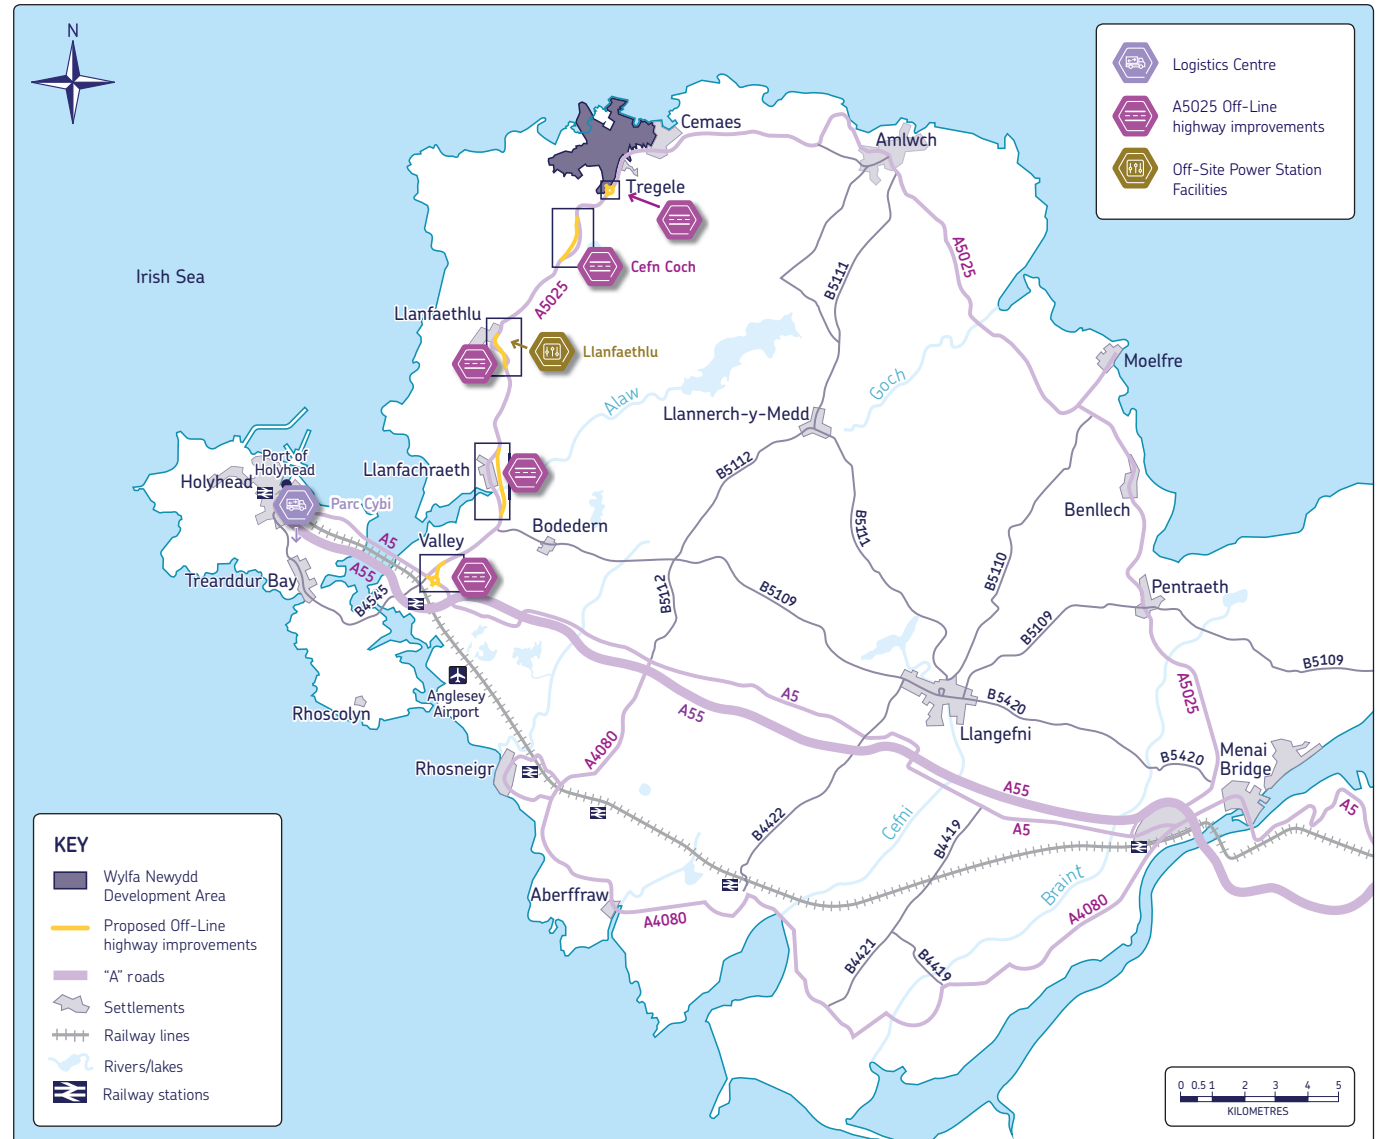 N
Logistics Centre
A5025 Off-Line
highway improvements
Off-Site Power Station
Facilities
Cemaes
Amlwch
Tregele
Irish Sea
Cefn Coch
A5025
A5025
B5111
Llanfaethlu
Llanfaethlu
Moelfre
Alaw
Goch
Llannerch-y-Medd
Port of
Holyhead
Holyhead
Llanfachraeth
B5112
Parc Cybi
Benllech
Bodedern
B5111
A5
Valley
A55
Trearddur Bay
B4545
B5112
B5109
B5110
B5109
Pentraeth
B5109
Anglesey
Airport
Rhoscolyn
A5
A55
B5420
A5025
Llangefni
A4080
Rhosneigr
Menai
Bridge
B5420
A55
A5
A5
B4422
Cefni
B4419
KEY
Wylfa Newydd
Development Area
Proposed Off-Line
highway improvements
"A" roads
Settlements
Railway lines
Rivers/lakes
Railway stations
Aberffraw
A4080
Braint
A4080
B4421
B4419
0 0.5 1 2 3 4 5
KILOMETRES